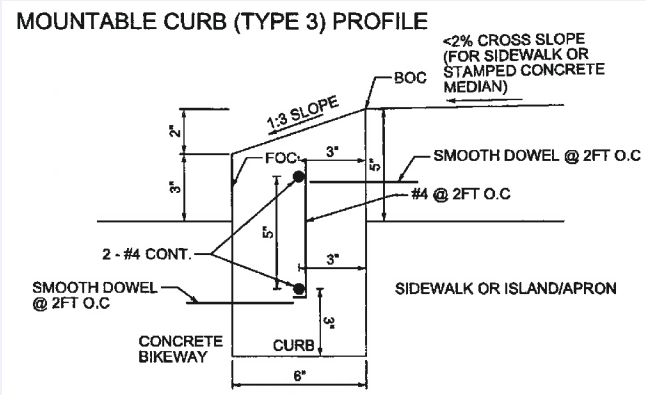 MOUNTABLE CURB (TYPE 3) PROFILE
<2% CROSS SLOPE
(FOR SIDEWALK OR
STAMPED CONCRETE
MEDIAN)
BOC
1:3 SLOPE
2"
3"
FOC
3"
5"
SMOOTH DOWEL @ 2FT O.C
#4 @ 2FT O.C
5"
2 - #4 CONT.
3"
SMOOTH DOWEL
@ 2FT O.C
SIDEWALK OR ISLAND/APRON
3"
CONCRETE
BIKEWAY
CURB
6"